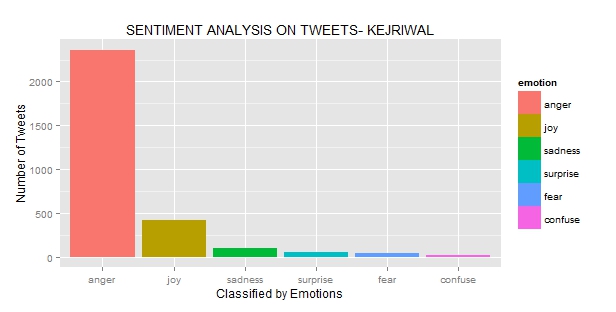 SENTIMENT ANALYSIS ON TWEETS- KEJRIWAL
Number of Tweets
2000
1500
1000
500
0
anger joy sadness surprise fear confuse
Classified by Emotions
emotion
anger
joy
sadness
surprise
fear
confuse